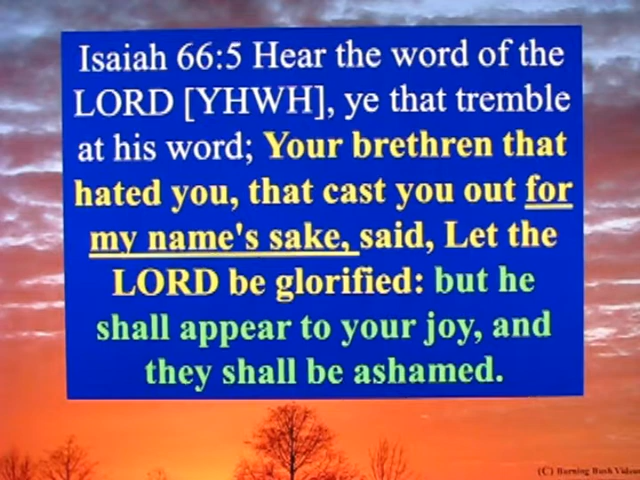 Isaiah 66:5 Hear the word of the
LORD [YHWH], ye that tremble
at his word; Your brethren that
hated you, that cast you out for
my name's sake, said, Let the
LORD be glorified: but he
shall appear to your joy, and
they shall be ashamed.
(C) Burning Bush Videos